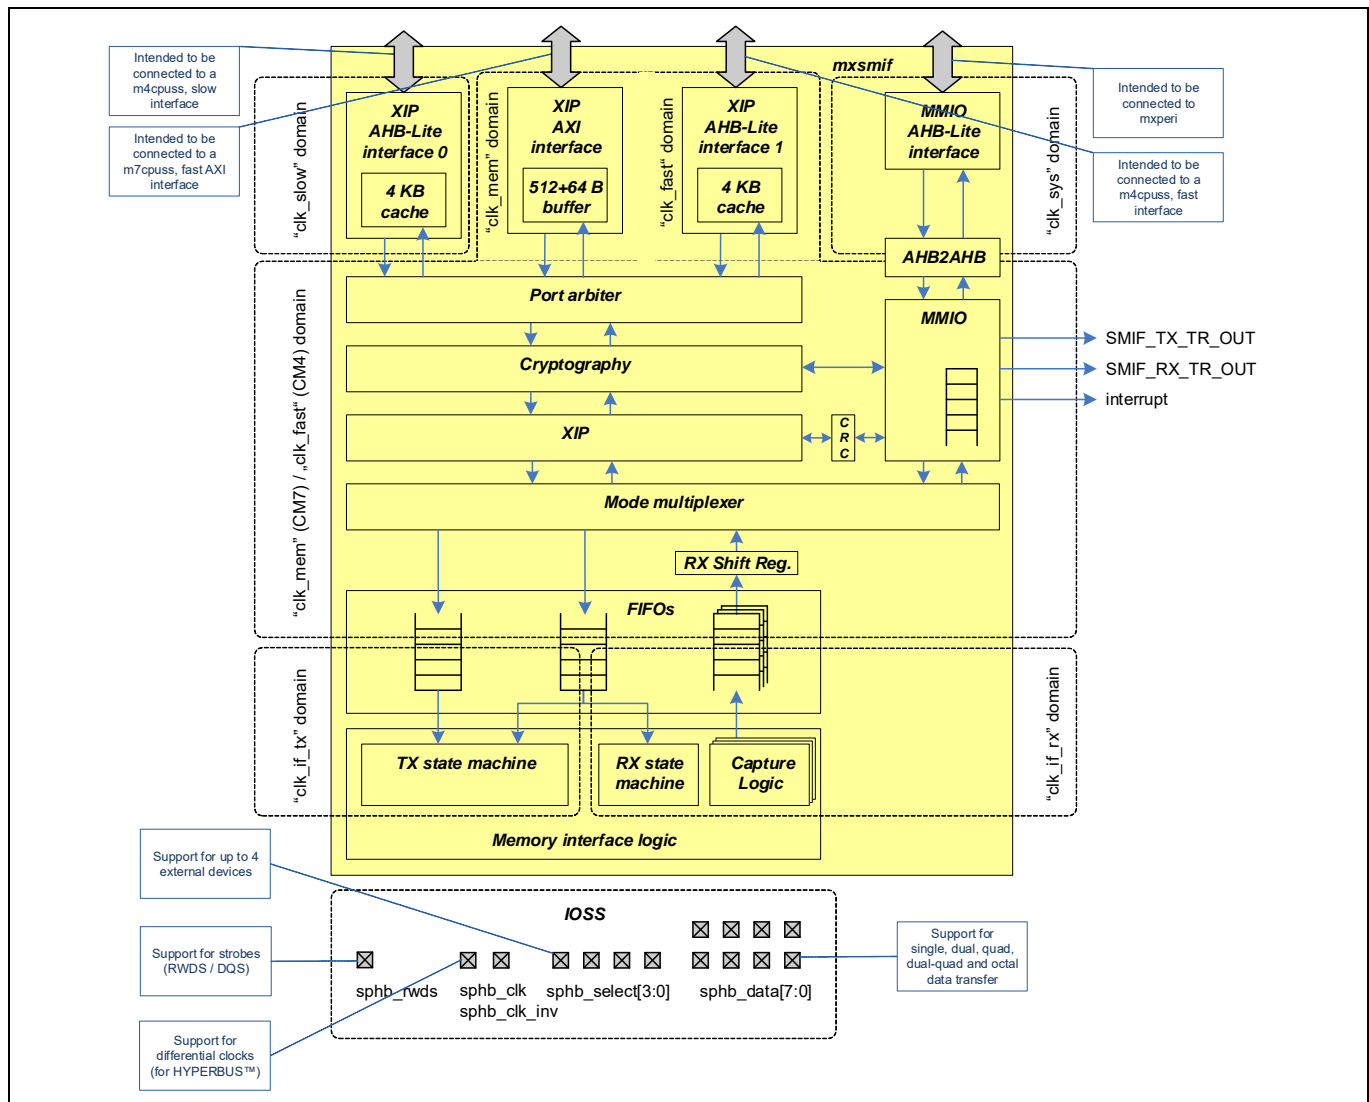 Intended to be
connected to a
m4cpuss, slow
interface
Intended to be
connected to a
m7cpuss, fast AXI
interface
mxsmif
Intended to be
connected to
mxperi
Intended to be
connected to a
m4cpuss, fast
interface
"clk_slow" domain
XIP
AHB-Lite
interface 0
4 KB
cache
"clk_mem" domain
XIP
AXI
interface
512+64 B
buffer
"clk_fast" domain
XIP
AHB-Lite
interface 1
4 KB
cache
MMIO
AHB-Lite
interface
"clk_sys" domain
AHB2AHB
"clk_mem" (CM7) / „clk_fast“ (CM4) domain
Port arbiter
MMIO
Cryptography
XIP
C
R
C
SMIF_TX_TR_OUT
SMIF_RX_TR_OUT
interrupt
Mode multiplexer
RX Shift Reg.
FIFOs
"clk_if_tx" domain
TX state machine
RX state
machine
Capture
Logic
"clk_if_rx" domain
Memory interface logic
Support for up to 4
external devices
IOSS
Support for strobes
(RWDS / DQS)
sphb_rwds
sphb_clk
sphb_clk_inv
sphb_select[3:0]
sphb_data[7:0]
Support for
single, dual, quad,
dual-quad and octal
data transfer
Support for
differential clocks
(for HYPERBUS™)